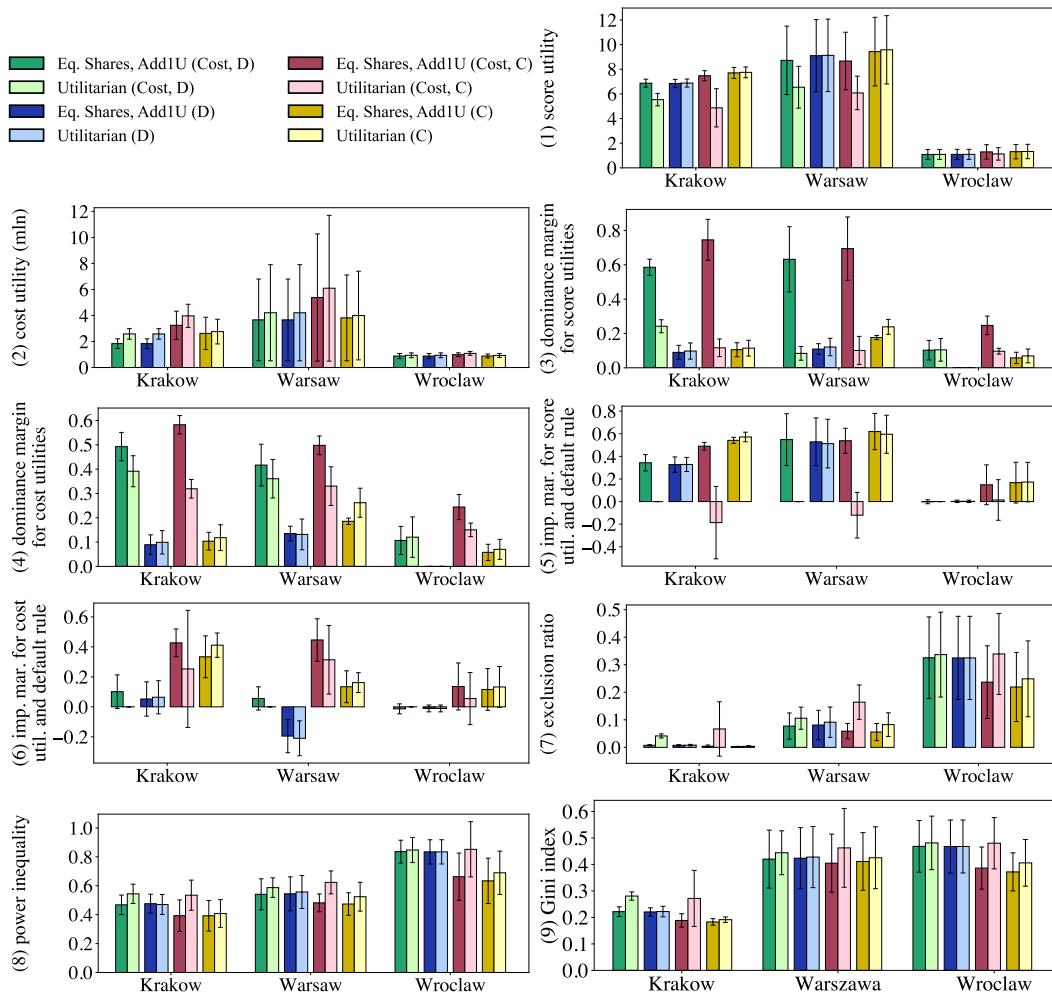 Eq. Shares, Add1U (Cost, D)
Utilitarian (Cost, D)
Eq. Shares, Add1U (D)
Utilitarian (D)
Eq. Shares, Add1U (Cost, C)
Utilitarian (Cost, C)
Eq. Shares, Add1U (C)
Utilitarian (C)
(1) score utility
12
10
8
6
4
2
0
Krakow Warsaw Wroclaw
(2) cost utility (mln)
12
10
8
6
4
2
0
Krakow Warsaw Wroclaw
(3) dominance margin
for score utilities
0.8
0.6
0.4
0.2
0.0
Krakow Warsaw Wroclaw
(4) dominance margin
for cost utilities
0.6
0.5
0.4
0.3
0.2
0.1
0.0
Krakow Warsaw Wroclaw
(5) imp. mar. for score
util. and default rule
0.8
0.6
0.4
0.2
0.0
−0.2
−0.4
Krakow Warsaw Wroclaw
(6) imp. mar. for cost
util. and default rule
0.6
0.4
0.2
0.0
−0.2
Krakow Warsaw Wroclaw
(7) exclusion ratio
0.5
0.4
0.3
0.2
0.1
0.0
Krakow Warsaw Wroclaw
(8) power inequality
1.0
0.8
0.6
0.4
0.2
0.0
Krakow Warsaw Wroclaw
(9) Gini index
0.6
0.5
0.4
0.3
0.2
0.1
0.0
Krakow Warszawa Wroclaw